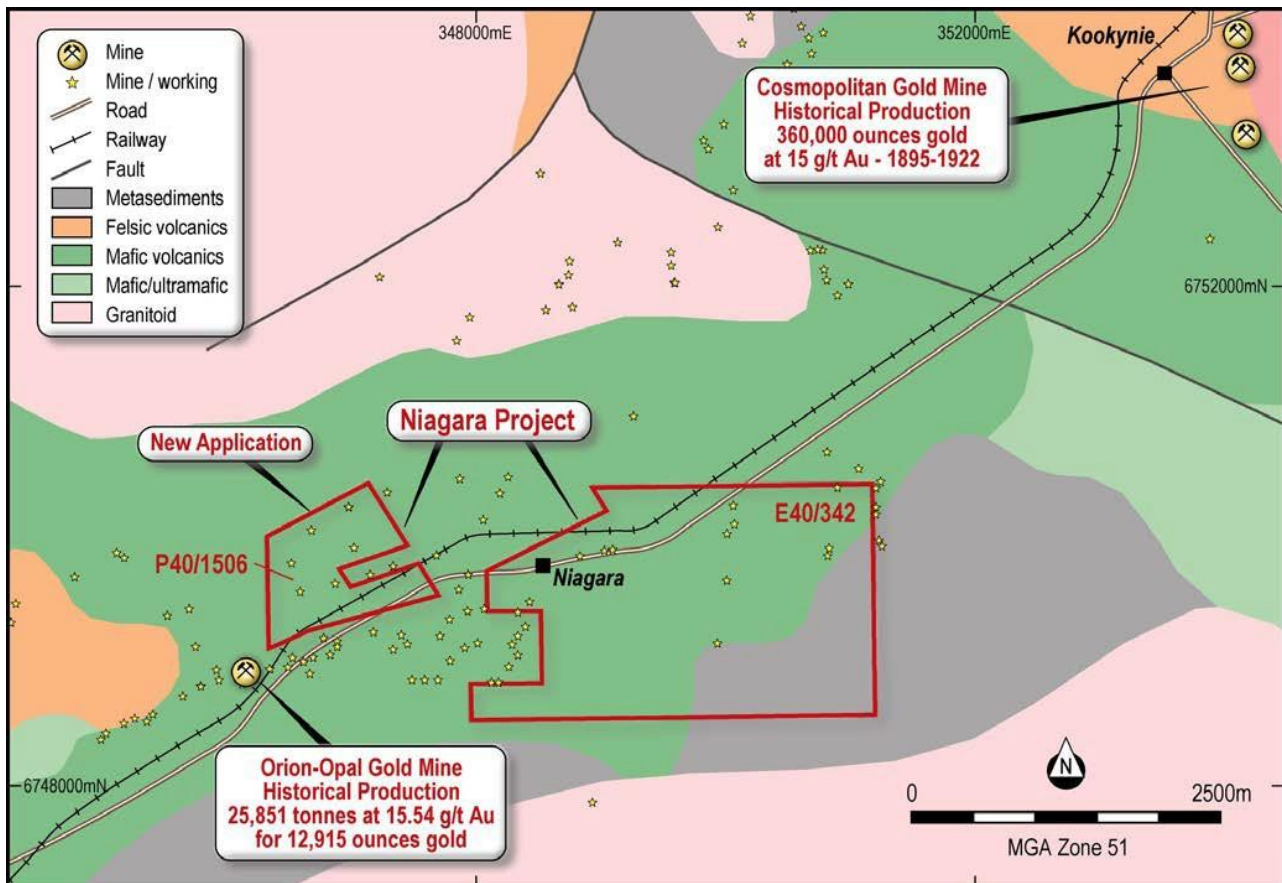 Mine
Mine / working
Road
Railway
Fault
Metasediments
Felsic volcanics
Mafic volcanics
Mafic/ultramafic
Granitoid
348000mE
352000mE
Kookynie
Cosmopolitan Gold Mine
Historical Production
360,000 ounces gold
at 15 g/t Au - 1895-1922
6752000mN
New Application
Niagara Project
P40/1506
E40/342
Niagara
Orion-Opal Gold Mine
Historical Production
25,851 tonnes at 15.54 g/t Au
for 12,915 ounces gold
6748000mN
N
0
2500m
MGA Zone 51